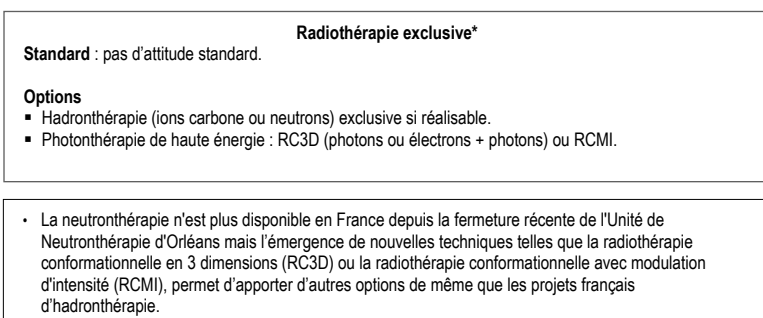 Radiothérapie exclusive*
Standard : pas d’attitude standard.
Options
▪ Hadronthérapie (ions carbone ou neutrons) exclusive si réalisable.
▪ Photonthérapie de haute énergie : RC3D (photons ou électrons + photons) ou RCMI.
• La neutronthérapie n'est plus disponible en France depuis la fermeture récente de l'Unité de
Neutronthérapie d'Orléans mais l’émergence de nouvelles techniques telles que la radiothérapie
conformationnelle en 3 dimensions (RC3D) ou la radiothérapie conformationnelle avec modulation
d'intensité (RCMI), permet d’apporter d’autres options de même que les projets français
d’hadronthérapie.